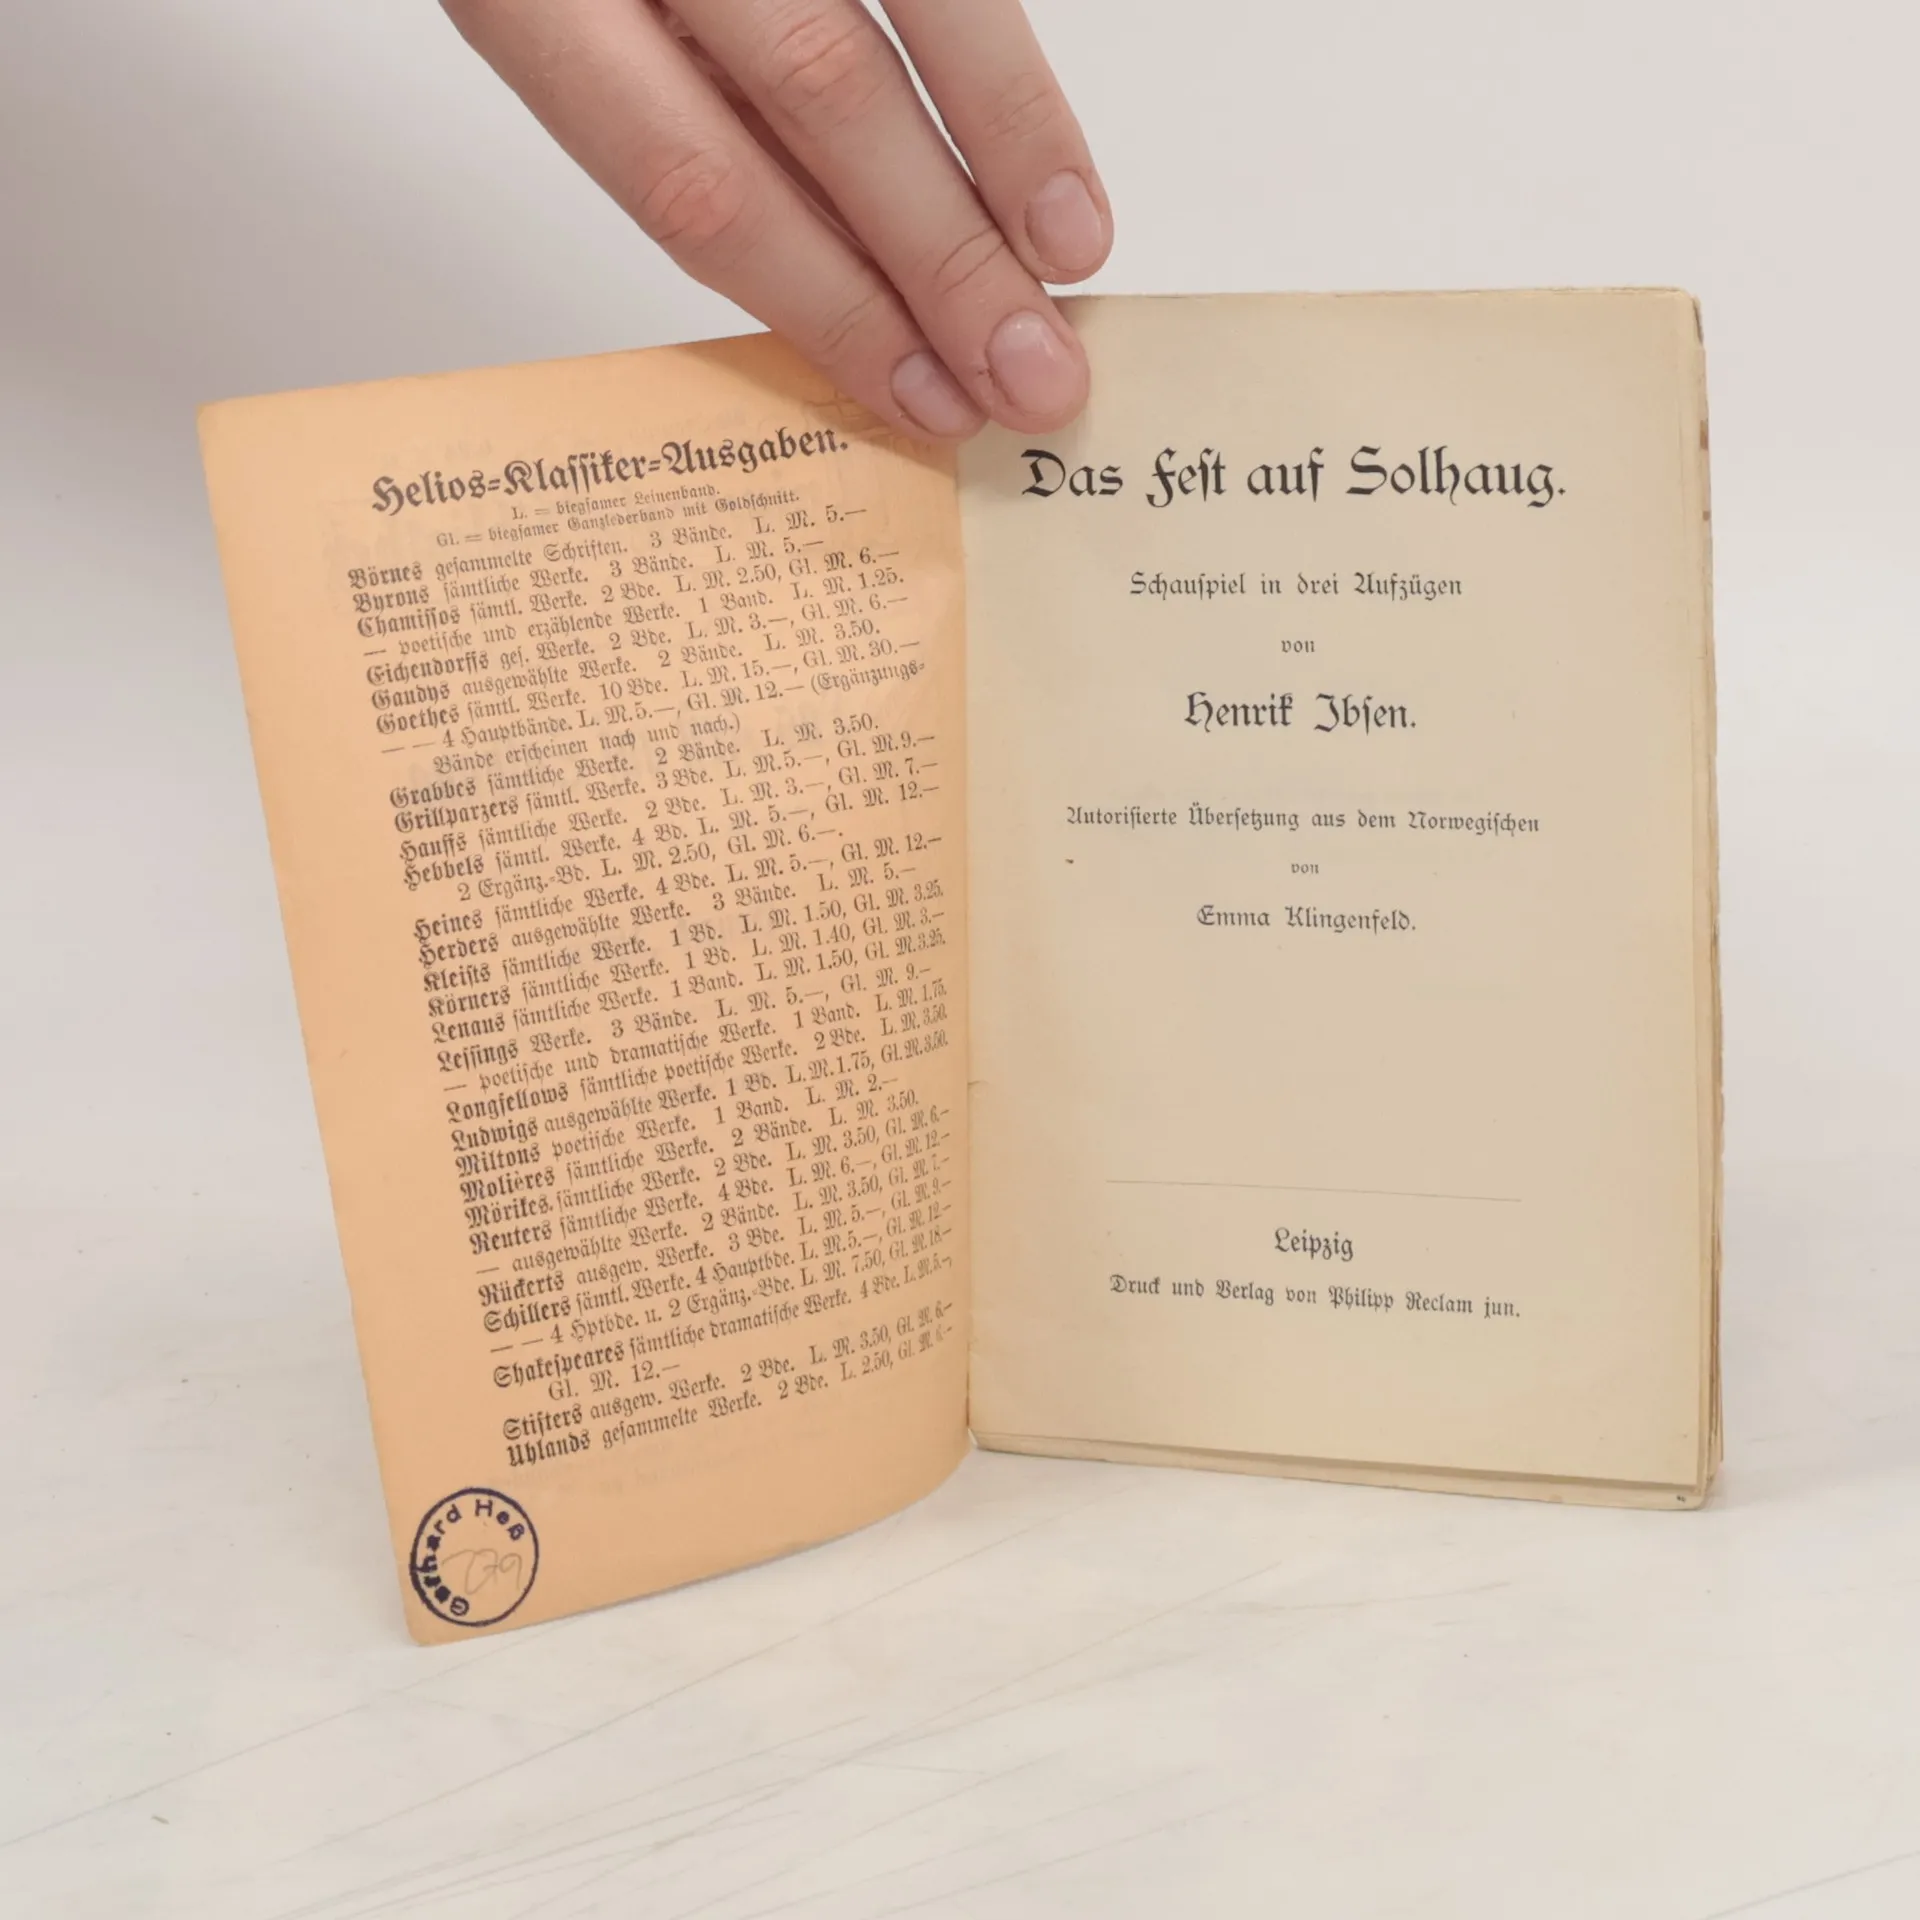 Helios-Klassiker-Ausgaben.
L. = biegsamer Leinenband.
Gl. = biegsamer Ganzlederband mit Goldschnitt.
Börnes gesammelte Schriften. 3 Bände. L. M. 5.—
Byrons sämtliche Werke. 3 Bände. L. M. 5.—
Chamissos sämtl. Werke. 2 Bde. L. M. 2.50, Gl. M. 6.—
— poetische und erzählende Werke. 1 Band. L. M. 1.25.
Eichendorffs ges. Werke. 2 Bde. L. M. 3.—, Gl. M. 6.—
Gaudys ausgewählte Werke. 2 Bände. L. M. 3.50.
Goethes sämtl. Werke. 10 Bde. L. M. 15.—, Gl. M. 30.—
— — 4 Hauptbände. L. M. 5.—, Gl. M. 12.— (Ergänzungs-
Bände erscheinen nach und nach.)
Grabbes sämtliche Werke. 2 Bände. L. M. 3.50.
Grillparzers sämtl. Werke. 3 Bde. L. M. 5.—, Gl. M. 9.—
Hauffs sämtliche Werke. 2 Bde. L. M. 3.—, Gl. M. 7.—
Hebbels sämtl. Werke. 4 Bd. L. M. 5.—, Gl. M. 12.—
2 Ergänz.-Bd. L. M. 2.50, Gl. M. 6.—.
Heines sämtliche Werke. 4 Bde. L. M. 5.—, Gl. M. 12.—
Herders ausgewählte Werke. 3 Bände. L. M. 5.—
Kleists sämtliche Werke. 1 Bd. L. M. 1.50, Gl. M. 3.25.
Körners sämtliche Werke. 1 Bd. L. M. 1.40, Gl. M. 3.—
Lenaus sämtliche Werke. 1 Band. L. M. 1.50, Gl. M. 3.25.
Lessings Werke. 3 Bände. L. M. 5.—, Gl. M. 9.—
— poetische und dramatische Werke. 1 Band. L. M. 1.75.
Longfellows sämtliche poetische Werke. 2 Bde. L. M. 3.50.
Ludwigs ausgewählte Werke. 1 Bd. L. M. 1.75, Gl. M. 3.50.
Miltons poetische Werke. 1 Band. L. M. 2.—
Molières sämtliche Werke. 2 Bände. L. M. 3.50.
Mörikes sämtliche Werke. 2 Bde. L. M. 3.50, Gl. M. 6.—
Reuters sämtliche Werke. 4 Bde. L. M. 6.—, Gl. M. 12.—
— ausgewählte Werke. 2 Bände. L. M. 3.50, Gl. M. 7.—
Rückerts ausgew. Werke. 3 Bde. L. M. 5.—, Gl. M. 9.—
Schillers sämtl. Werke. 4 Hauptbde. L. M. 5.—, Gl. M. 12.—
— — 4 Hptbde. u. 2 Ergänz.-Bde. L. M. 7.50, Gl. M. 18.—
Shakespeares sämtliche dramatische Werke. 4 Bde. L. M. 5.—,
Gl. M. 12.—
Stifters ausgew. Werke. 2 Bde. L. M. 3.50, Gl. M. 6.—
Uhlands gesammelte Werke. 2 Bde. L. 2.50, Gl. M. 6.—
Gerhard Heß
279
Das Fest auf Solhaug.
Schauspiel in drei Aufzügen
von
Henrik Ibsen.
Autorisierte Übersetzung aus dem Norwegischen
von
Emma Klingenfeld.
Leipzig
Druck und Verlag von Philipp Reclam jun.